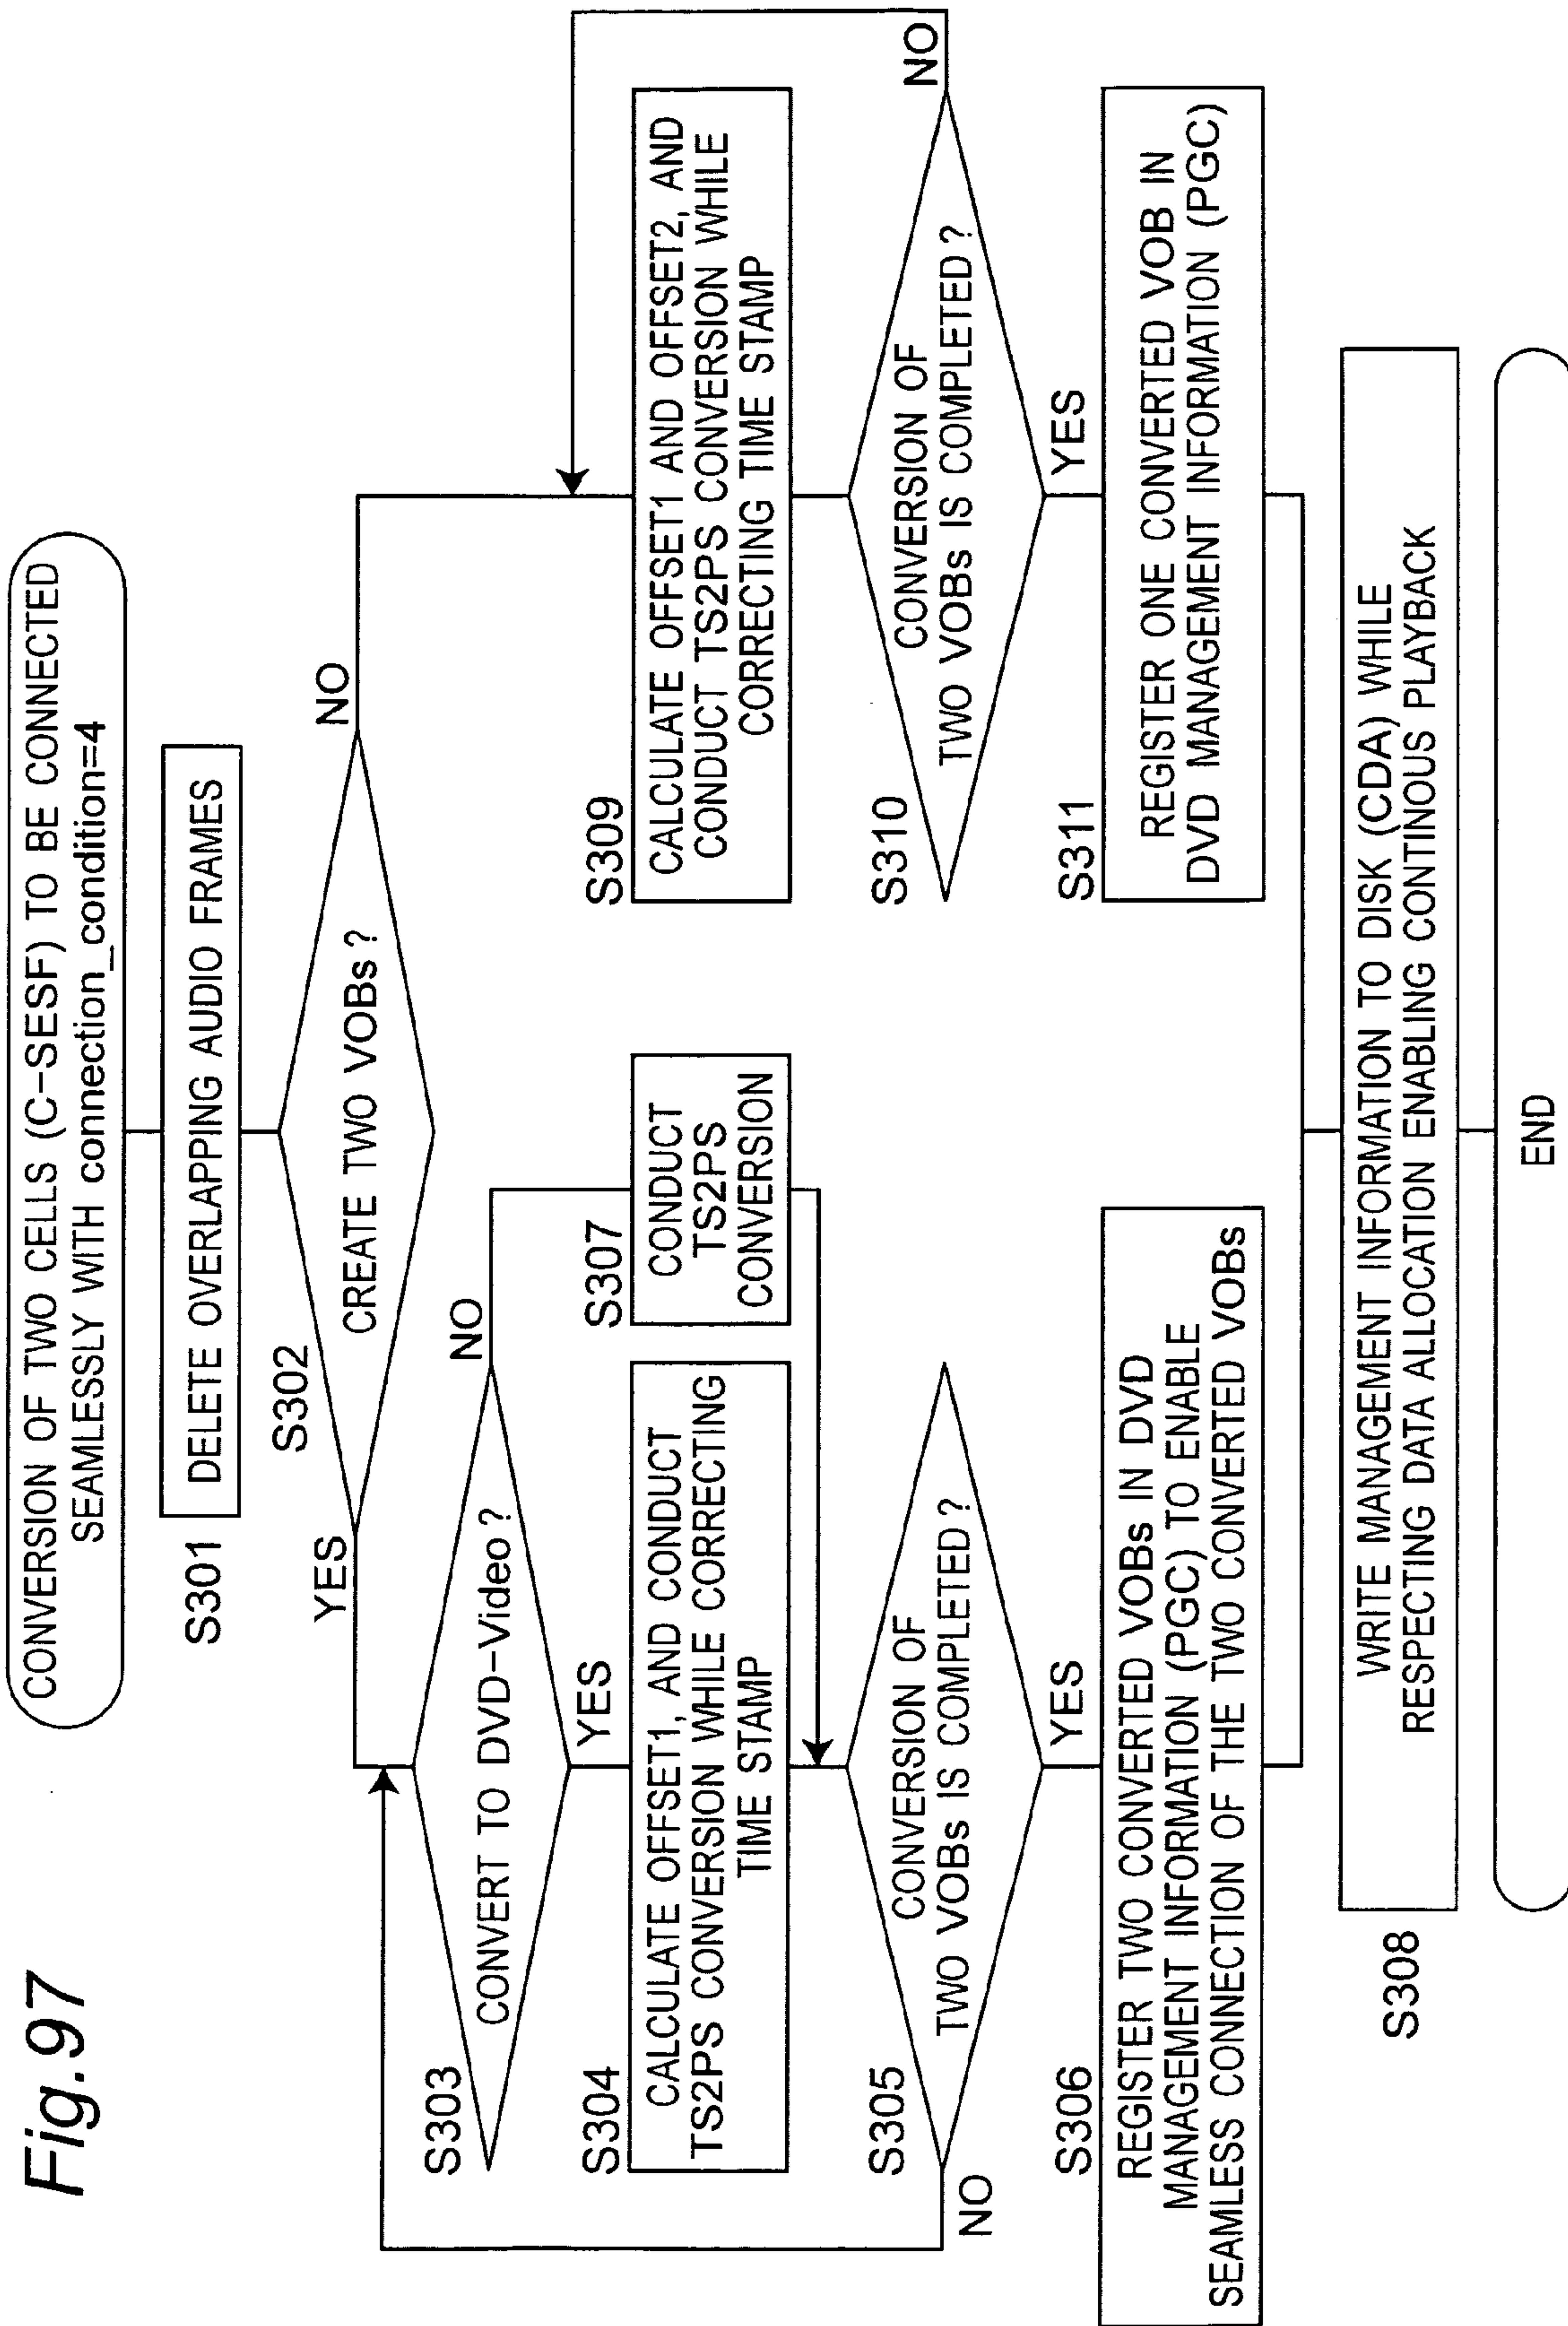 Fig.97
CONVERSION OF TWO CELLS (C-SESF) TO BE CONNECTED
SEAMLESSLY WITH connection_condition=4
S301
DELETE OVERLAPPING AUDIO FRAMES
S302
CREATE TWO VOBs?
YES
NO
S303
CONVERT TO DVD-Video?
NO
YES
S304
CALCULATE OFFSET1, AND CONDUCT
TS2PS CONVERSION WHILE CORRECTING
TIME STAMP
S307
CONDUCT
TS2PS
CONVERSION
S305
CONVERSION OF
TWO VOBs IS COMPLETED?
NO
YES
S306
REGISTER TWO CONVERTED VOBs IN DVD
MANAGEMENT INFORMATION (PGC) TO ENABLE
SEAMLESS CONNECTION OF THE TWO CONVERTED VOBs
S309
CALCULATE OFFSET1 AND OFFSET2, AND
CONDUCT TS2PS CONVERSION WHILE
CORRECTING TIME STAMP
S310
CONVERSION OF
TWO VOBs IS COMPLETED?
NO
YES
S311
REGISTER ONE CONVERTED VOB IN
DVD MANAGEMENT INFORMATION (PGC)
S308
WRITE MANAGEMENT INFORMATION TO DISK (CDA) WHILE
RESPECTING DATA ALLOCATION ENABLING CONTINOUS PLAYBACK
END